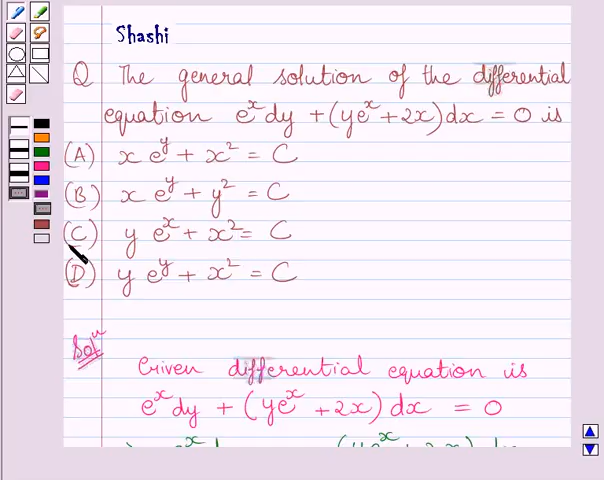 Shashi
Q The general solution of the differential
equation e^x dy + (ye^x + 2x) dx = 0 is
(A) x e^y + x^2 = C
(B) x e^y + y^2 = C
(C) y e^x + x^2 = C
(D) y e^y + x^2 = C
Sol^n
Given differential equation is
e^x dy + (ye^x + 2x) dx = 0